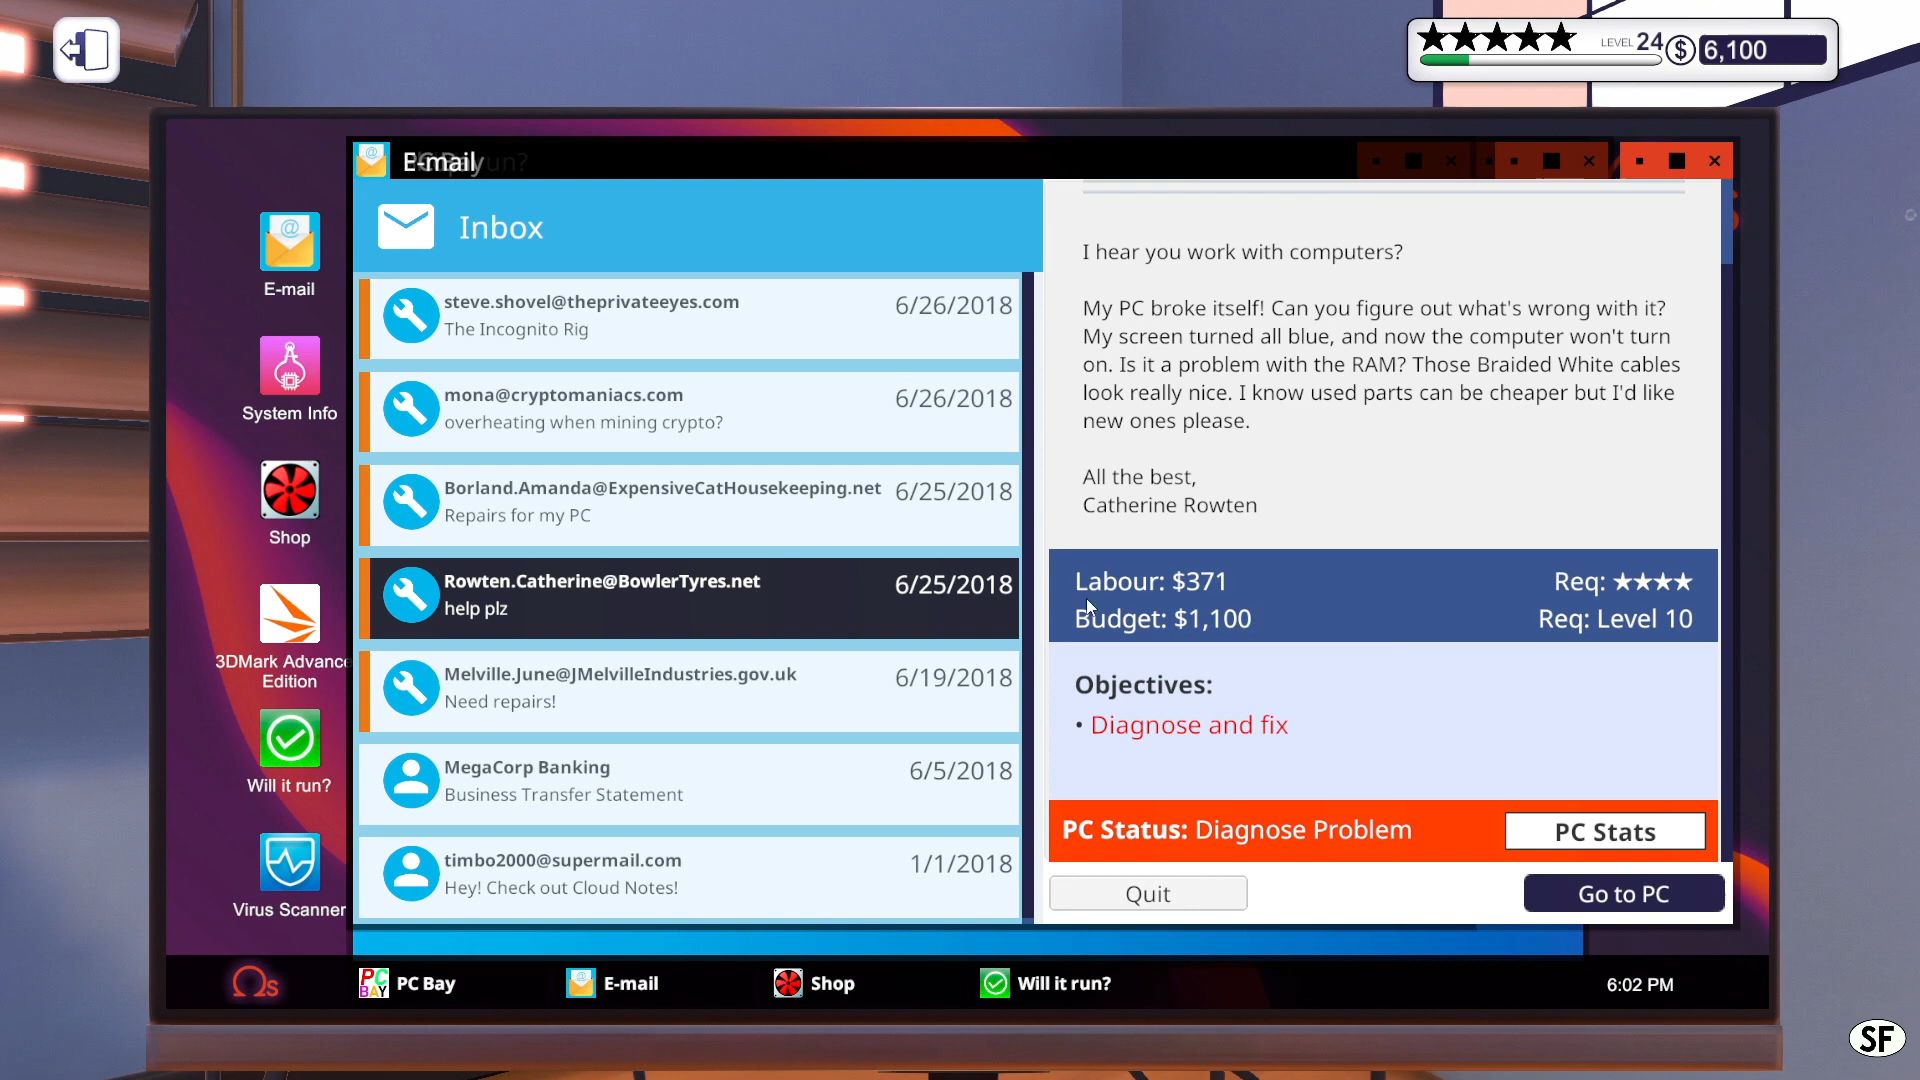 ★★★★★ LEVEL 24 $ 6,100
E-mail
Inbox
steve.shovel@theprivateeyes.com 6/26/2018
The Incognito Rig
mona@cryptomaniacs.com 6/26/2018
overheating when mining crypto?
Borland.Amanda@ExpensiveCatHousekeeping.net 6/25/2018
Repairs for my PC
Rowten.Catherine@BowlerTyres.net 6/25/2018
help plz
Melville.June@JMelvilleIndustries.gov.uk 6/19/2018
Need repairs!
MegaCorp Banking 6/5/2018
Business Transfer Statement
timbo2000@supermail.com 1/1/2018
Hey! Check out Cloud Notes!
I hear you work with computers?
My PC broke itself! Can you figure out what's wrong with it?
My screen turned all blue, and now the computer won't turn
on. Is it a problem with the RAM? Those Braided White cables
look really nice. I know used parts can be cheaper but I'd like
new ones please.
All the best,
Catherine Rowten
Labour: $371 Req: ★★★★
Budget: $1,100 Req: Level 10
Objectives:
• Diagnose and fix
PC Status: Diagnose Problem PC Stats
Quit Go to PC
E-mail
System Info
Shop
3DMark Advance
Edition
Will it run?
Virus Scanner
Ωs PC BAY PC Bay E-mail Shop Will it run? 6:02 PM
SF